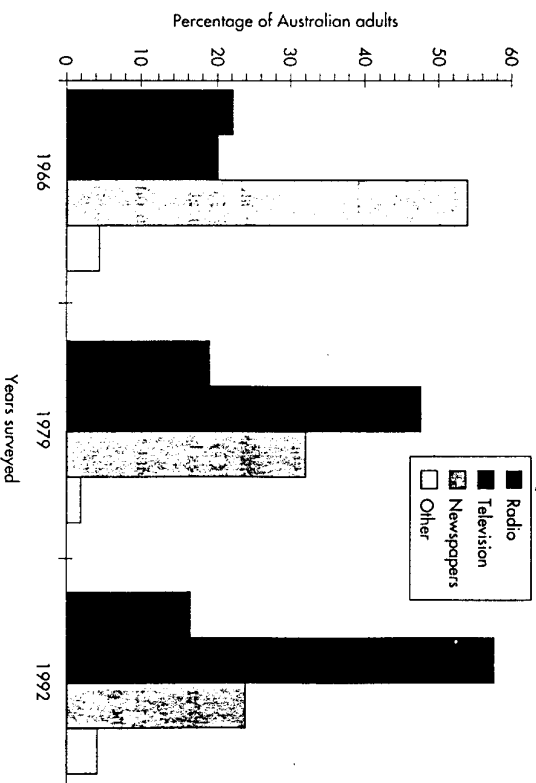 Percentage of Australian adults
60
50
40
30
20
10
0
Radio
Television
Newspapers
Other
1966
1979
1992
Years surveyed